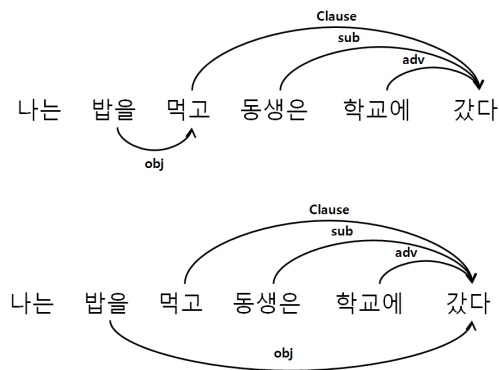 Clause
sub
adv
나는 밥을 먹고 동생은 학교에 갔다
obj
Clause
sub
adv
나는 밥을 먹고 동생은 학교에 갔다
obj